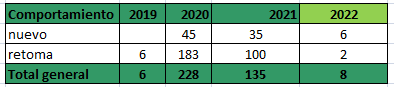 Comportamiento 2019 2020 2021 2022
nuevo 45 35 6
retoma 6 183 100 2
Total general 6 228 135 8